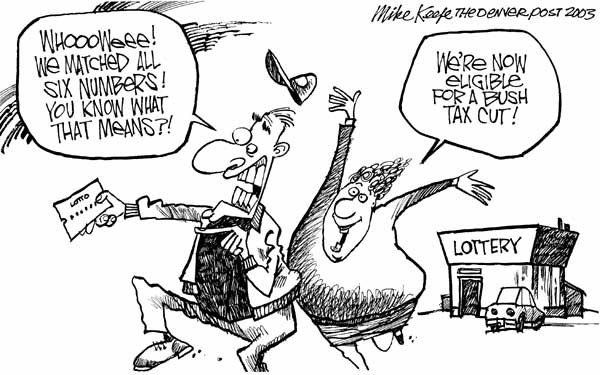 Mike Keefe THE DENVER POST 2003
WHOOOWEEE!
WE MATCHED ALL
SIX NUMBERS!
YOU KNOW WHAT
THAT MEANS?!
WE'RE NOW
ELIGIBLE
FOR A BUSH
TAX CUT!
LOTTO
LOTTERY